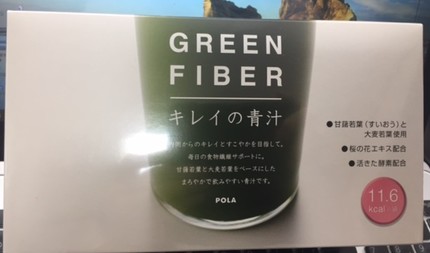 GREEN
FIBER
キレイの青汁
内側からのキレイとすこやかを目指して。
毎日の食物繊維サポートに。
甘藷若葉と大麦若葉をベースにした
まろやかで飲みやすい青汁です。
POLA
●甘藷若葉(すいおう)と
大麦若葉使用
●桜の花エキス配合
●活きた酵素配合
11.6
kcal